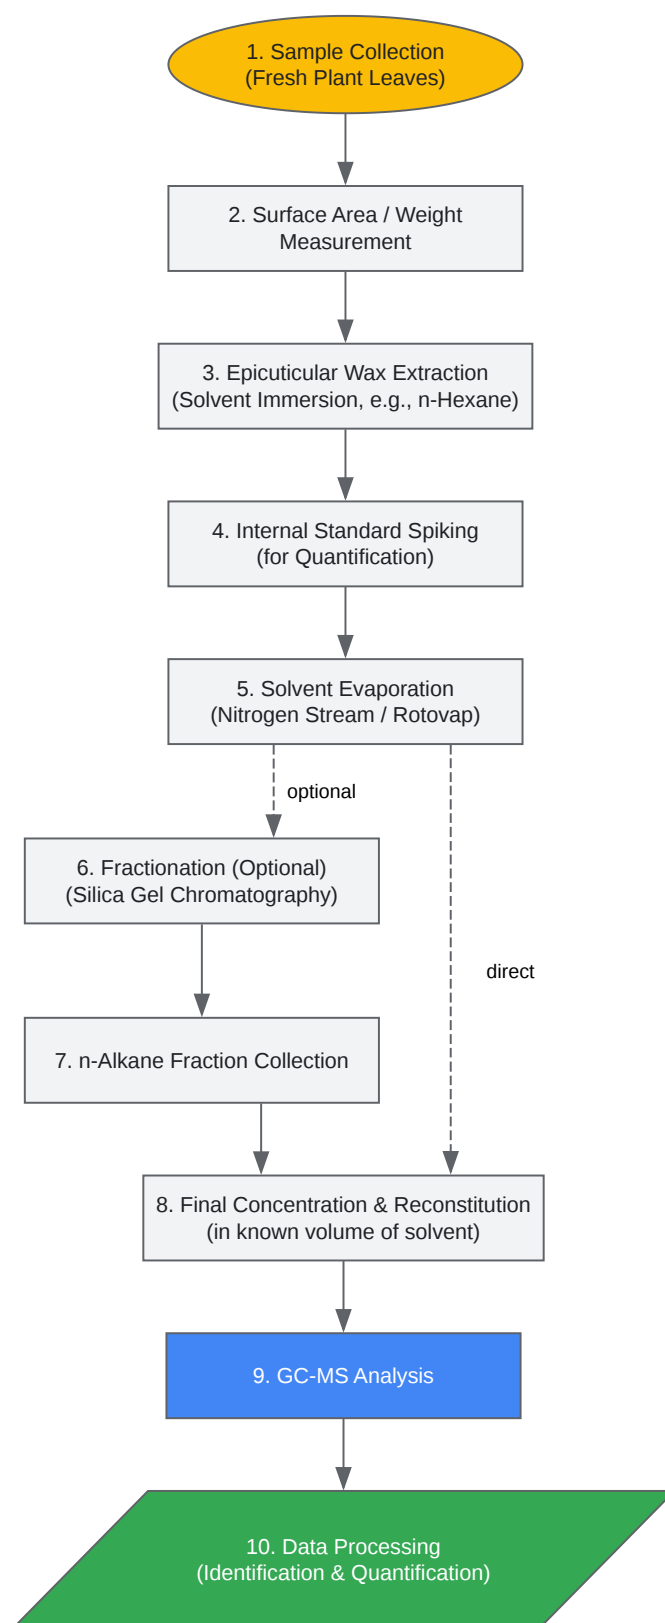 1. Sample Collection
(Fresh Plant Leaves)
2. Surface Area / Weight
Measurement
3. Epicuticular Wax Extraction
(Solvent Immersion, e.g., n-Hexane)
4. Internal Standard Spiking
(for Quantification)
5. Solvent Evaporation
(Nitrogen Stream / Rotovap)
optional
6. Fractionation (Optional)
(Silica Gel Chromatography)
direct
7. n-Alkane Fraction Collection
8. Final Concentration & Reconstitution
(in known volume of solvent)
9. GC-MS Analysis
10. Data Processing
(Identification & Quantification)